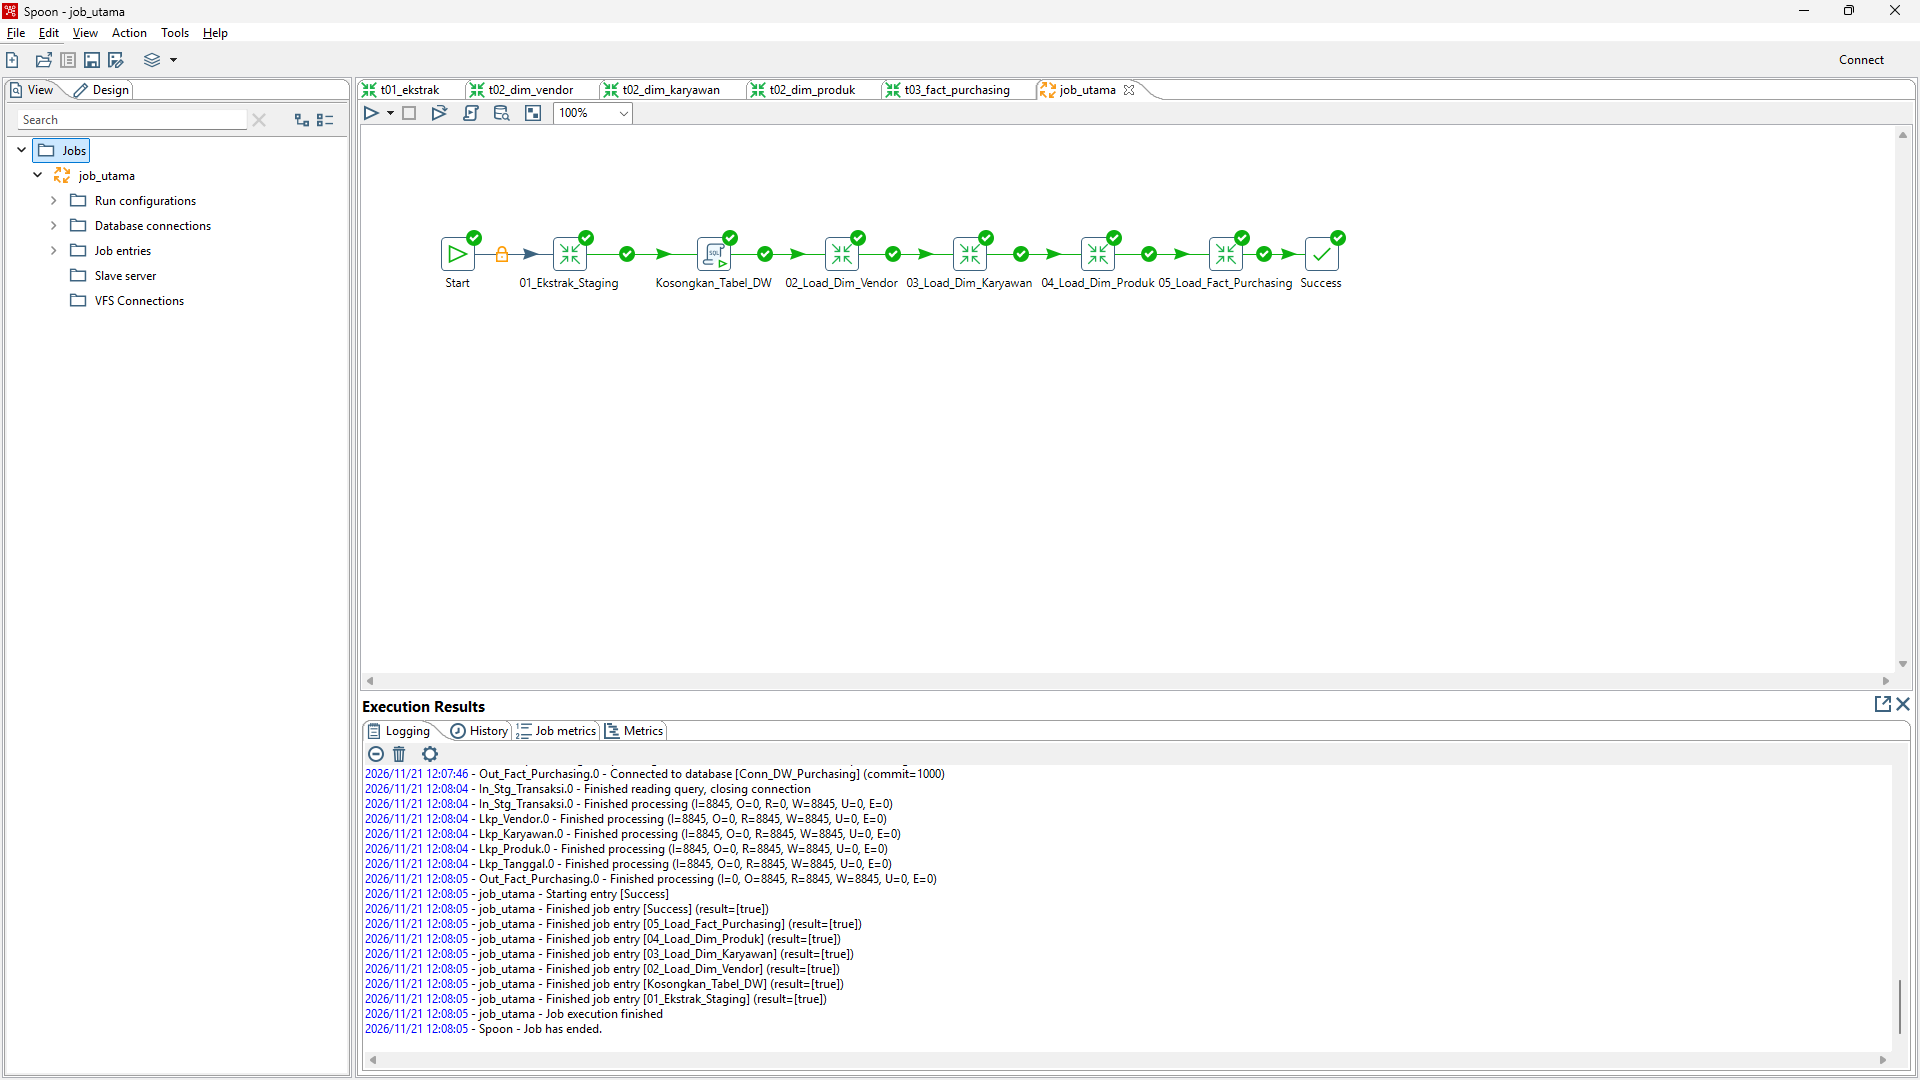 Spoon - job_utama
File Edit View Action Tools Help
Connect
View Design
t01_ekstrak t02_dim_vendor t02_dim_karyawan t02_dim_produk t03_fact_purchasing job_utama
Search
100%
Jobs
job_utama
Run configurations
Database connections
Job entries
Slave server
VFS Connections
SQL
Start 01_Ekstrak_Staging Kosongkan_Tabel_DW 02_Load_Dim_Vendor 03_Load_Dim_Karyawan 04_Load_Dim_Produk 05_Load_Fact_Purchasing Success
Execution Results
Logging History Job metrics Metrics
2026/11/21 12:07:46 - Out_Fact_Purchasing.0 - Connected to database [Conn_DW_Purchasing] (commit=1000)
2026/11/21 12:08:04 - In_Stg_Transaksi.0 - Finished reading query, closing connection
2026/11/21 12:08:04 - In_Stg_Transaksi.0 - Finished processing (I=8845, O=0, R=0, W=8845, U=0, E=0)
2026/11/21 12:08:04 - Lkp_Vendor.0 - Finished processing (I=8845, O=0, R=8845, W=8845, U=0, E=0)
2026/11/21 12:08:04 - Lkp_Karyawan.0 - Finished processing (I=8845, O=0, R=8845, W=8845, U=0, E=0)
2026/11/21 12:08:04 - Lkp_Produk.0 - Finished processing (I=8845, O=0, R=8845, W=8845, U=0, E=0)
2026/11/21 12:08:04 - Lkp_Tanggal.0 - Finished processing (I=8845, O=0, R=8845, W=8845, U=0, E=0)
2026/11/21 12:08:05 - Out_Fact_Purchasing.0 - Finished processing (I=0, O=8845, R=8845, W=8845, U=0, E=0)
2026/11/21 12:08:05 - job_utama - Starting entry [Success]
2026/11/21 12:08:05 - job_utama - Finished job entry [Success] (result=[true])
2026/11/21 12:08:05 - job_utama - Finished job entry [05_Load_Fact_Purchasing] (result=[true])
2026/11/21 12:08:05 - job_utama - Finished job entry [04_Load_Dim_Produk] (result=[true])
2026/11/21 12:08:05 - job_utama - Finished job entry [03_Load_Dim_Karyawan] (result=[true])
2026/11/21 12:08:05 - job_utama - Finished job entry [02_Load_Dim_Vendor] (result=[true])
2026/11/21 12:08:05 - job_utama - Finished job entry [Kosongkan_Tabel_DW] (result=[true])
2026/11/21 12:08:05 - job_utama - Finished job entry [01_Ekstrak_Staging] (result=[true])
2026/11/21 12:08:05 - job_utama - Job execution finished
2026/11/21 12:08:05 - Spoon - Job has ended.